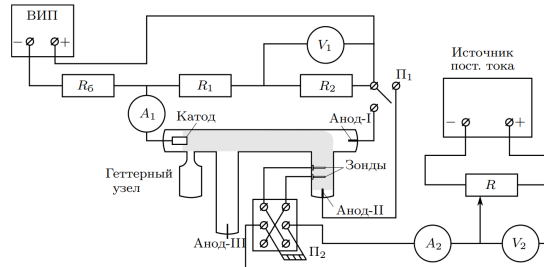 ВИП
− +
V₁
П₁
Источник
пост. тока
R_б
R₁
R₂
A₁
Катод
Анод-I
− +
Геттерный
узел
Зонды
R
Анод-II
Анод-III
П₂
A₂
V₂